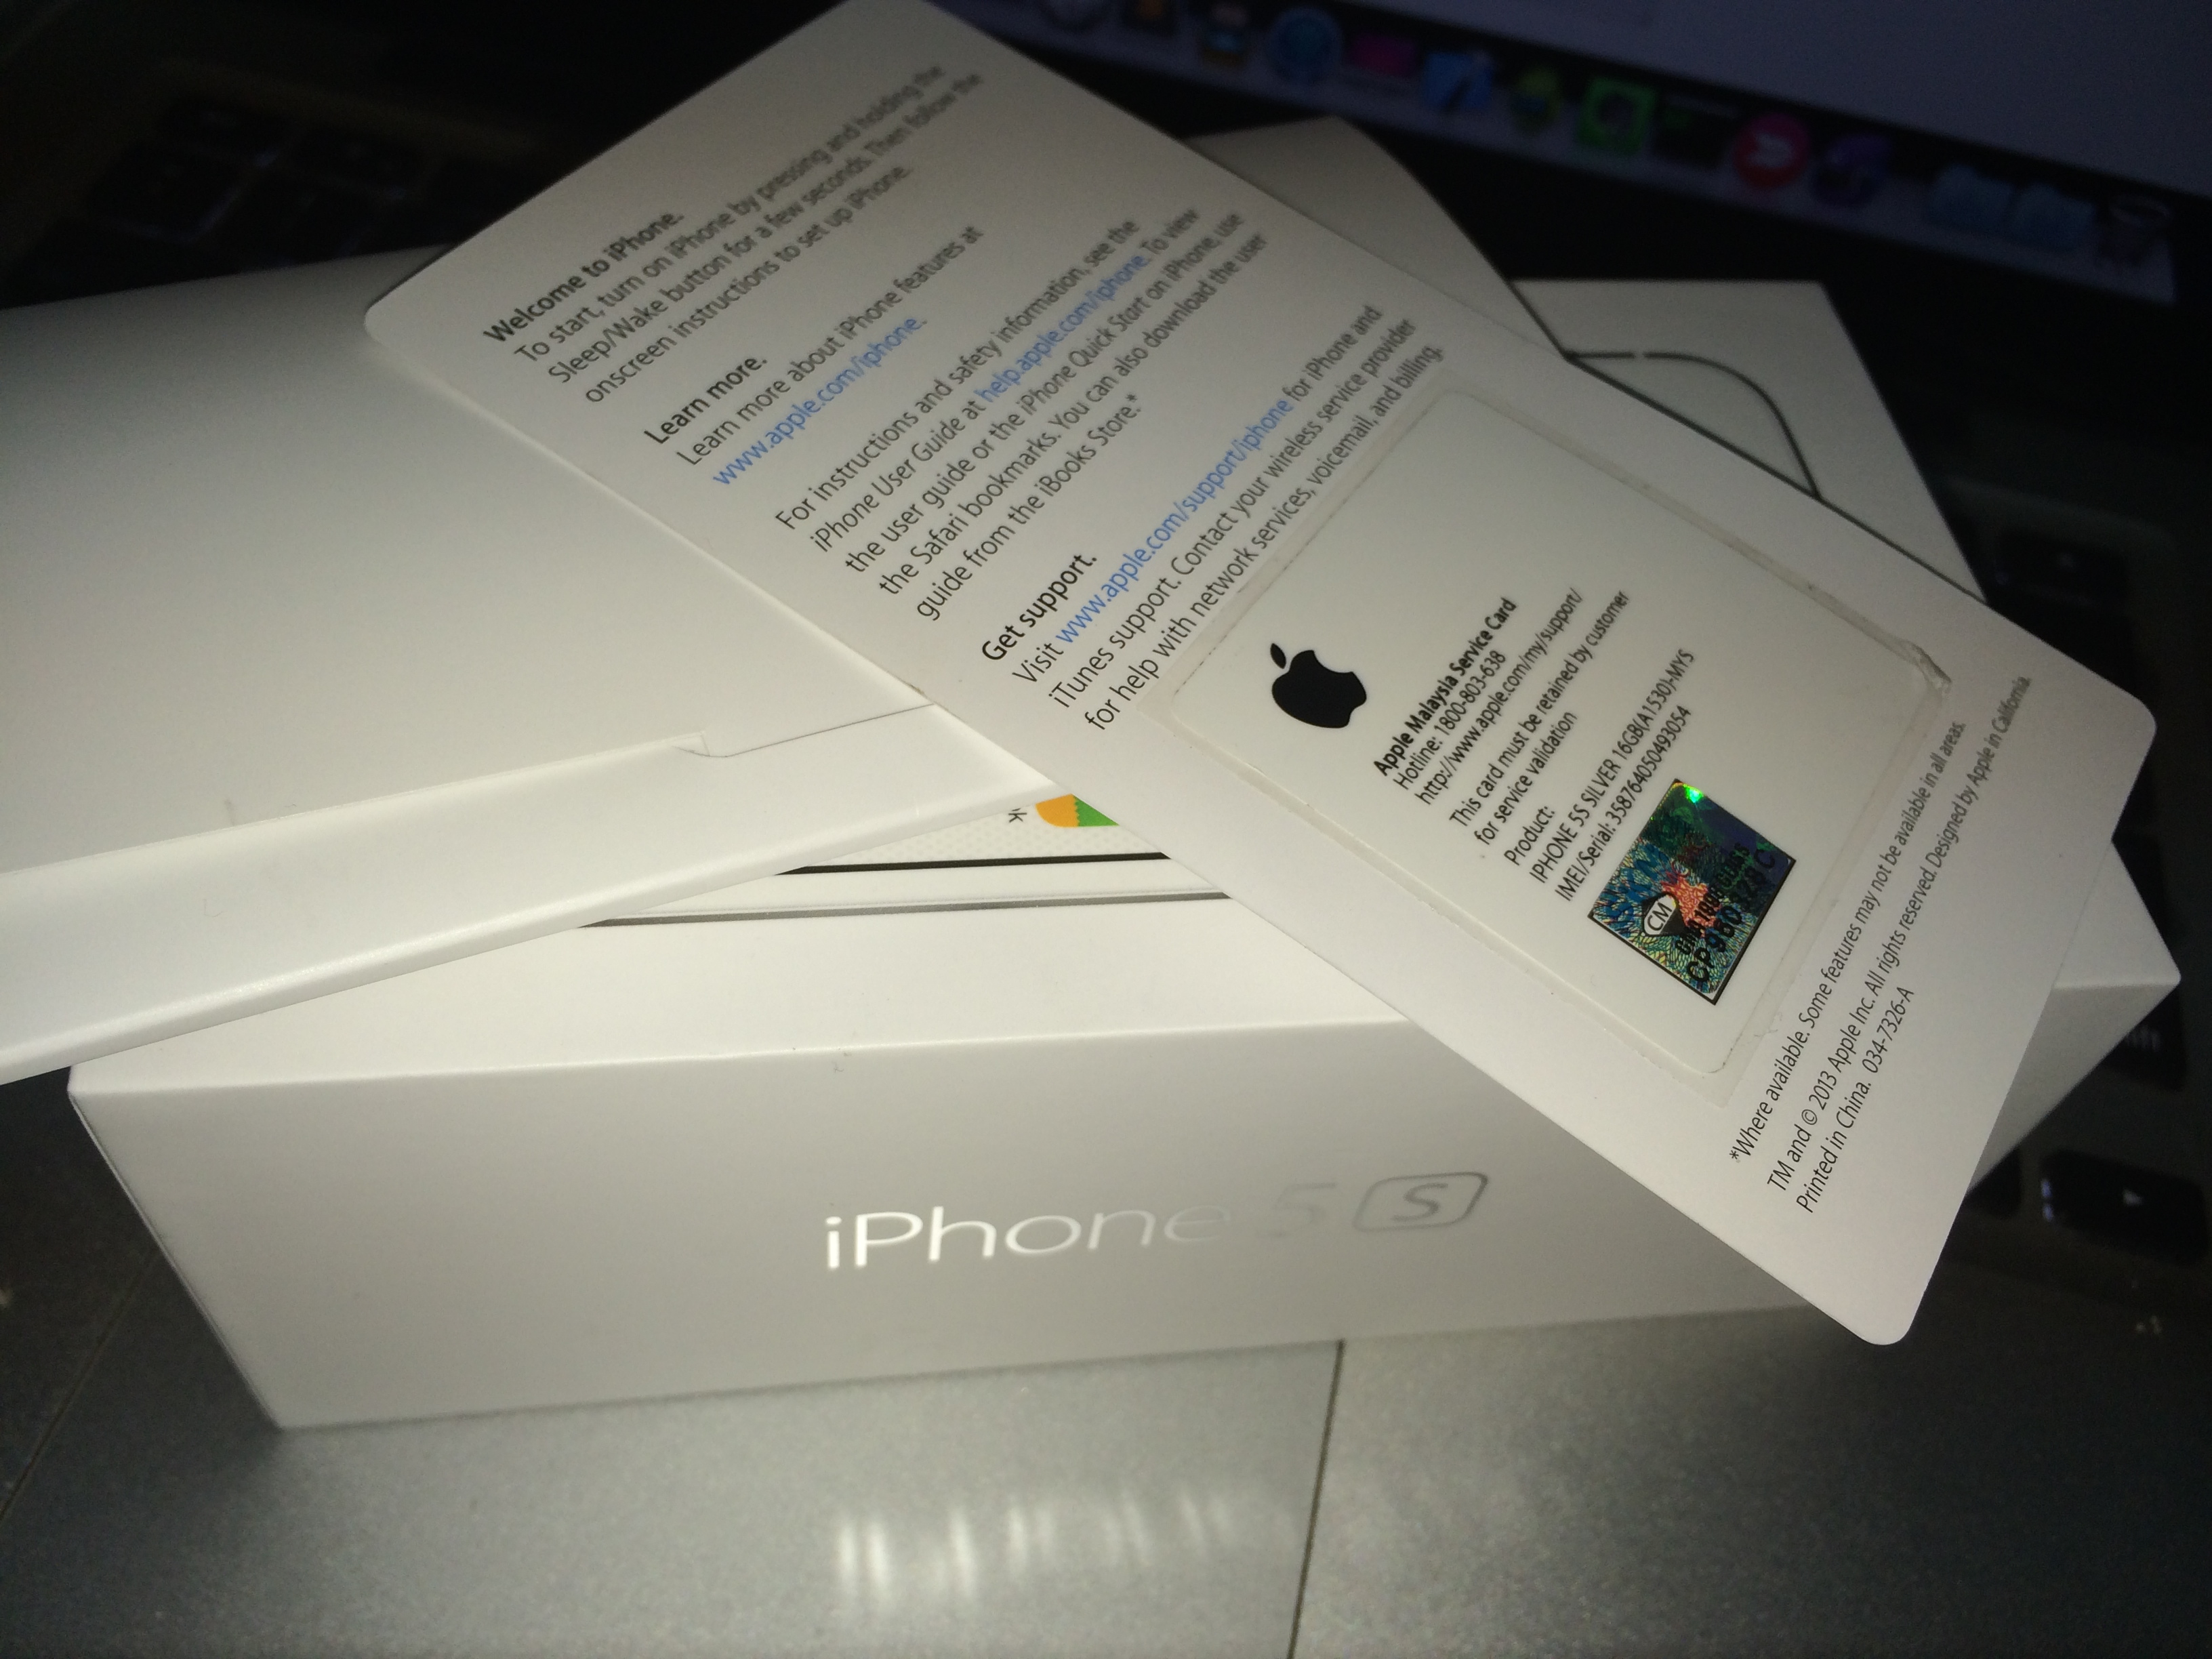 Welcome to iPhone.
To start, turn on iPhone by pressing and holding the
Sleep/Wake button for a few seconds. Then follow the
onscreen instructions to set up iPhone.
Learn more.
Learn more about iPhone features at
www.apple.com/iphone.
For instructions and safety information, see the
iPhone User Guide at help.apple.com/iphone. To view
the user guide or the iPhone Quick Start on iPhone, use
the Safari bookmarks. You can also download the user
guide from the iBooks Store.*
Get support.
Visit www.apple.com/support/iphone for iPhone and
iTunes support. Contact your wireless service provider
for help with network services, voicemail, and billing.
Apple Malaysia Service Card
Hotline: 1800-803-638
http://www.apple.com/my/support/
This card must be retained by customer
for service validation
Product:
IPHONE 5S SILVER 16GB(A1530)-MYS
IMEI/Serial: 358764050493054
SKMM
CM
*Where available. Some features may not be available in all areas.
TM and © 2013 Apple Inc. All rights reserved. Designed by Apple in California.
Printed in China. 034-7326-A
iPhone 5S